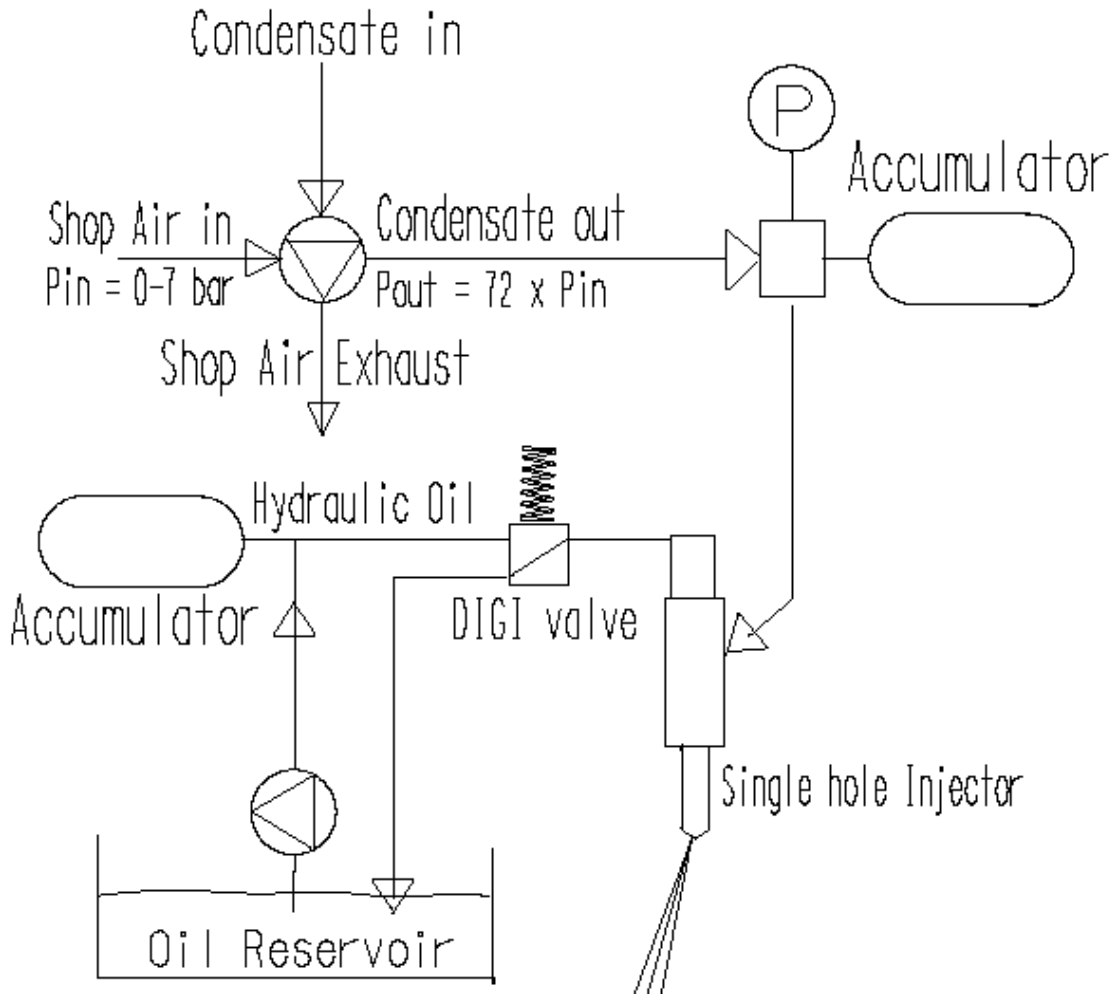 Condensate in
P
Accumulator
Shop Air in
Pin = 0-7 bar
Condensate out
Pout = 72 x Pin
Shop Air Exhaust
Hydraulic Oil
Accumulator
DIGI valve
Single hole Injector
Oil Reservoir